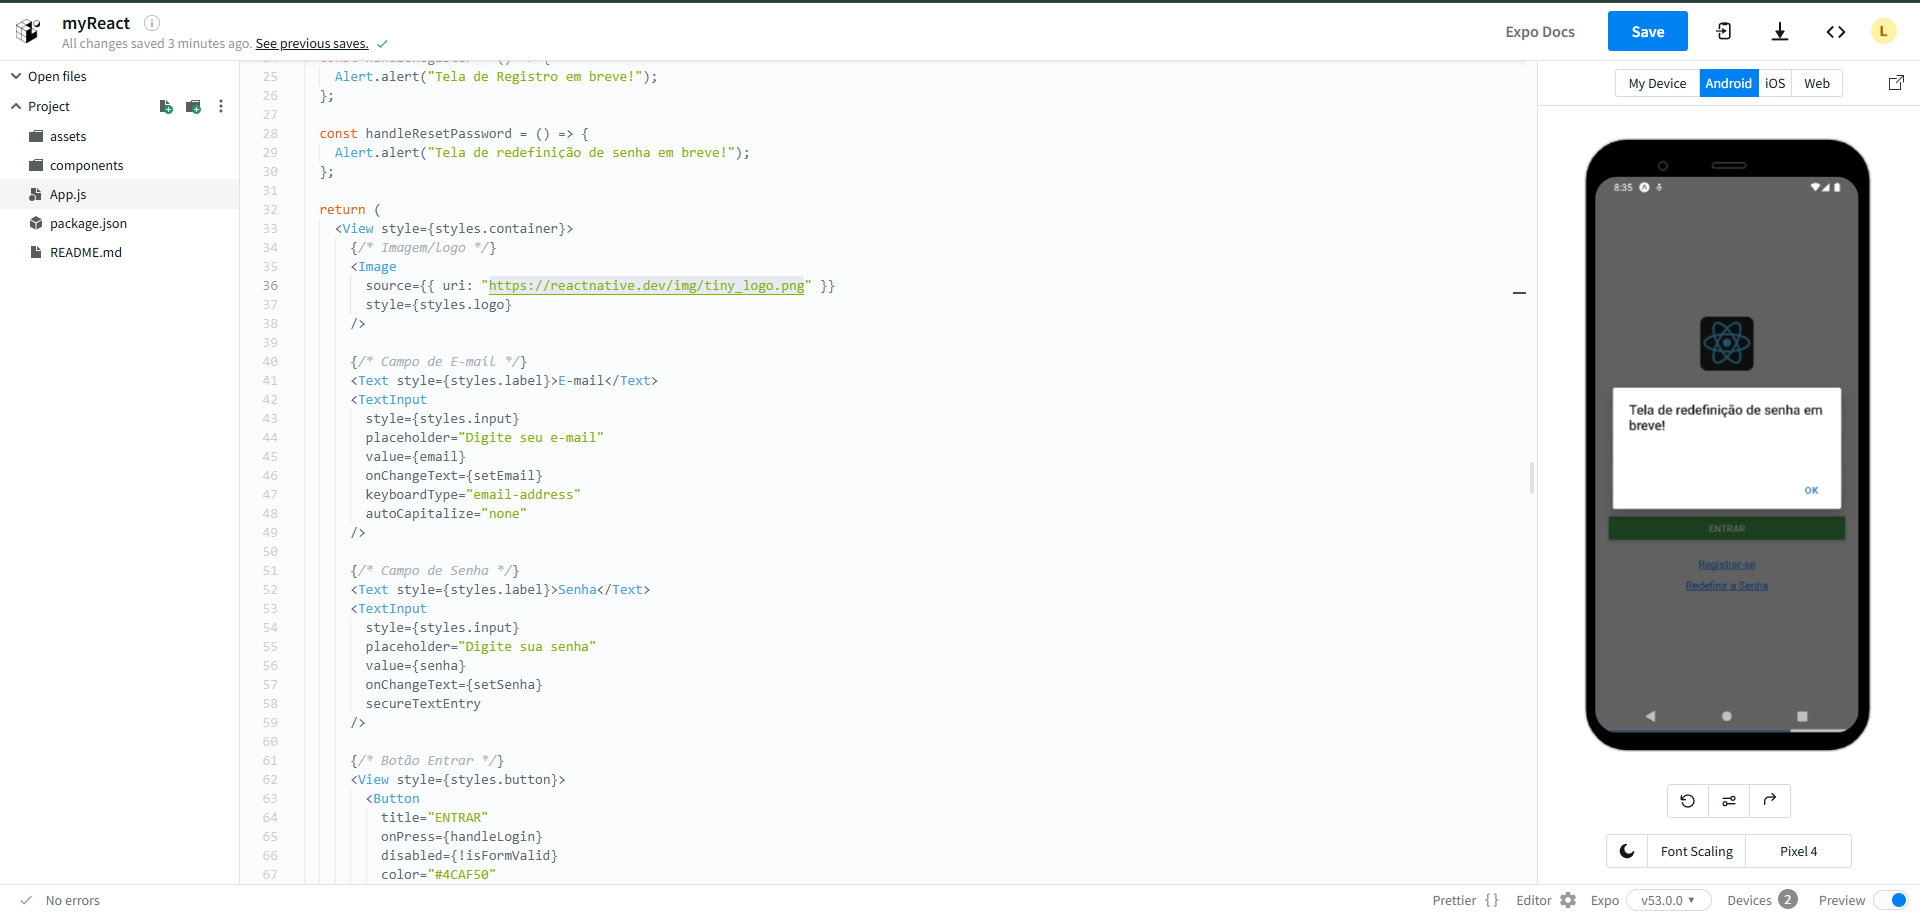 myReact
All changes saved 3 minutes ago. See previous saves.
Expo Docs
Save
L
Open files
Project
assets
components
App.js
package.json
README.md
25 Alert.alert("Tela de Registro em breve!");
26 };
27
28 const handleResetPassword = () => {
29 Alert.alert("Tela de redefinição de senha em breve!");
30 };
31
32 return (
33 <View style={styles.container}>
34 {/* Imagem/logo */}
35 <Image
36 source={{ uri: "https://reactnative.dev/img/tiny_logo.png" }}
37 style={styles.logo}
38 />
39
40 {/* Campo de E-mail */}
41 <Text style={styles.label}>E-mail</Text>
42 <TextInput
43 style={styles.input}
44 placeholder="Digite seu e-mail"
45 value={email}
46 onChangeText={setEmail}
47 keyboardType="email-address"
48 autoCapitalize="none"
49 />
50
51 {/* Campo de Senha */}
52 <Text style={styles.label}>Senha</Text>
53 <TextInput
54 style={styles.input}
55 placeholder="Digite sua senha"
56 value={senha}
57 onChangeText={setSenha}
58 secureTextEntry
59 />
60
61 {/* Botão Entrar */}
62 <View style={styles.button}>
63 <Button
64 title="ENTRAR"
65 onPress={handleLogin}
66 disabled={!isFormValid}
67 color="#4CAF50"
My Device Android iOS Web
8:35
Tela de redefinição de senha em
breve!
OK
ENTRAR
Registrar-se
Redefinir a Senha
Font Scaling Pixel 4
No errors
Prettier { } Editor Expo v53.0.0 Devices 2 Preview